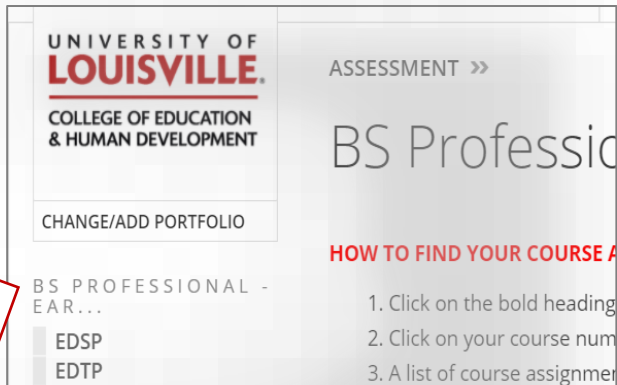 UNIVERSITY OF
LOUISVILLE.
COLLEGE OF EDUCATION
& HUMAN DEVELOPMENT
CHANGE/ADD PORTFOLIO
BS PROFESSIONAL -
EAR...
EDSP
EDTP
ASSESSMENT »
BS Professio
HOW TO FIND YOUR COURSE A
1. Click on the bold heading
2. Click on your course num
3. A list of course assignmen